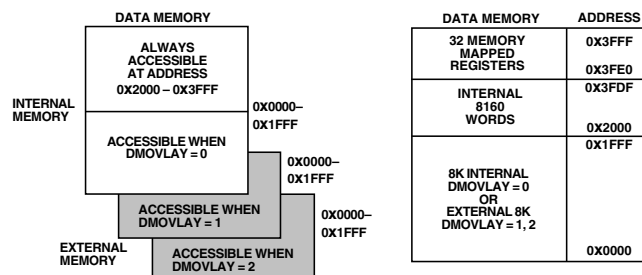 DATA MEMORY
ALWAYS
ACCESSIBLE
AT ADDRESS
0X2000 – 0X3FFF
INTERNAL
MEMORY
0X0000–
0X1FFF
ACCESSIBLE WHEN
DMOVLAY = 0
0X0000–
0X1FFF
ACCESSIBLE WHEN
DMOVLAY = 1
0X0000–
0X1FFF
EXTERNAL
MEMORY
ACCESSIBLE WHEN
DMOVLAY = 2
DATA MEMORY ADDRESS
32 MEMORY
MAPPED
REGISTERS
0X3FFF
0X3FE0
INTERNAL
8160
WORDS
0X3FDF
0X2000
8K INTERNAL
DMOVLAY = 0
OR
EXTERNAL 8K
DMOVLAY = 1, 2
0X1FFF
0X0000